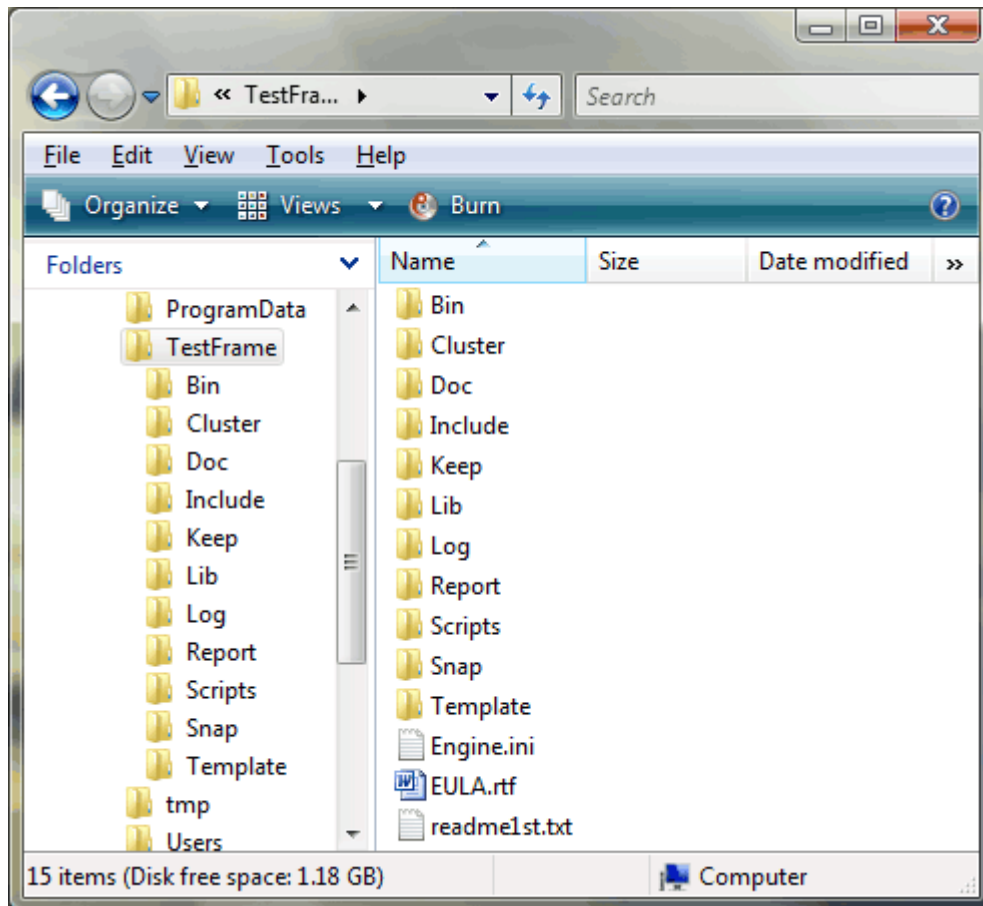 « TestFra...
Search
File Edit View Tools Help
Organize Views Burn
Folders
Name Size Date modified »
ProgramData
TestFrame
Bin
Cluster
Doc
Include
Keep
Lib
Log
Report
Scripts
Snap
Template
tmp
Users
Bin
Cluster
Doc
Include
Keep
Lib
Log
Report
Scripts
Snap
Template
Engine.ini
EULA.rtf
readme1st.txt
15 items (Disk free space: 1.18 GB)
Computer